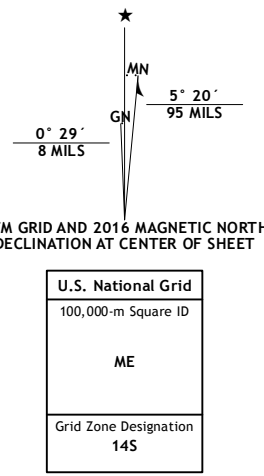 ★
MN
GN
5° 20´
95 MILS
0° 29´
8 MILS
M GRID AND 2016 MAGNETIC NORTH
DECLINATION AT CENTER OF SHEET
U.S. National Grid
100,000-m Square ID
ME
Grid Zone Designation
14S